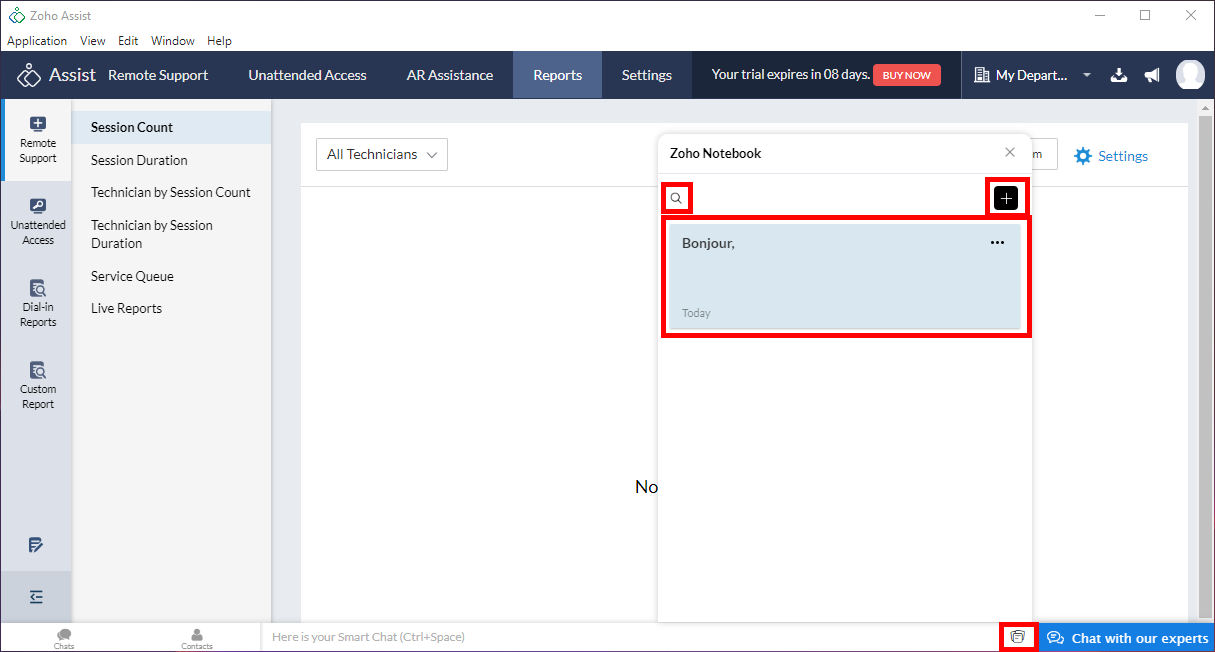 Zoho Assist
Application View Edit Window Help
Assist Remote Support Unattended Access AR Assistance Reports Settings Your trial expires in 08 days. BUY NOW My Depart...
Remote
Support
Unattended
Access
Dial-in
Reports
Custom
Report
Session Count
Session Duration
Technician by Session Count
Technician by Session
Duration
Service Queue
Live Reports
All Technicians
m
Settings
No
Zoho Notebook
Bonjour,
Today
Chats
Contacts
Here is your Smart Chat (Ctrl+Space)
Chat with our experts